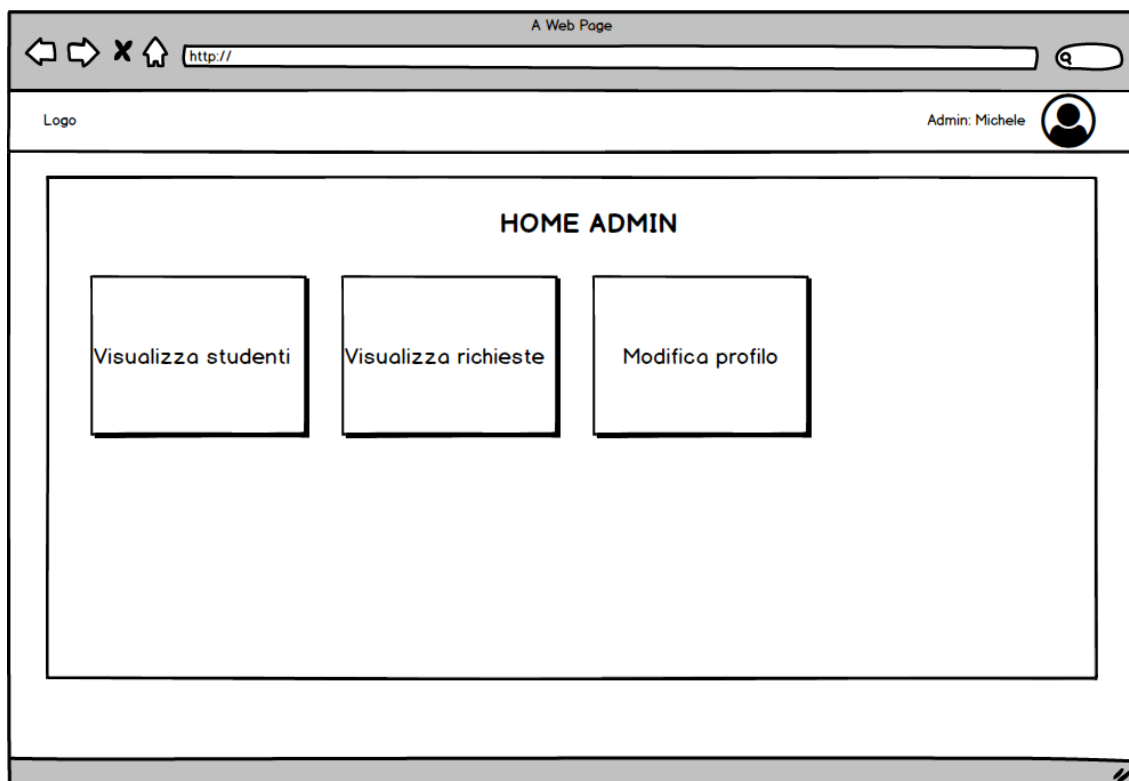 A Web Page
http://
Logo
Admin: Michele
HOME ADMIN
Visualizza studenti
Visualizza richieste
Modifica profilo